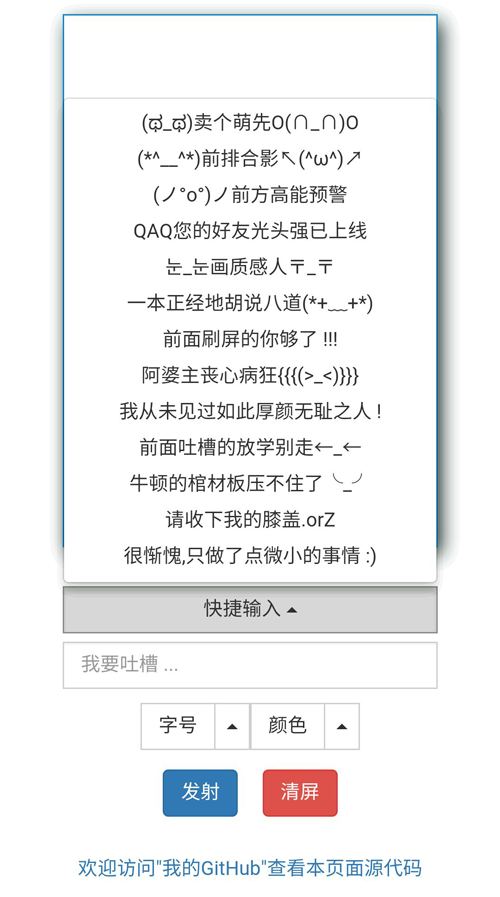 (ಥ_ಥ)卖个萌先O(∩_∩)O
(*^__^*)前排合影↖(^ω^)↗
(ノ°ο°)ノ前方高能预警
QAQ您的好友光头强已上线
눈_눈画质感人〒_〒
一本正经地胡说八道(*+﹏+*)
前面刷屏的你够了 !!!
阿婆主丧心病狂{{{(>_<)}}}
我从未见过如此厚颜无耻之人 !
前面吐槽的放学别走←_←
牛顿的棺材板压不住了╰_╯
请收下我的膝盖.orZ
很惭愧,只做了点微小的事情 :)
快捷输入
我要吐槽 ...
字号 颜色
发射 清屏
欢迎访问"我的GitHub"查看本页面源代码